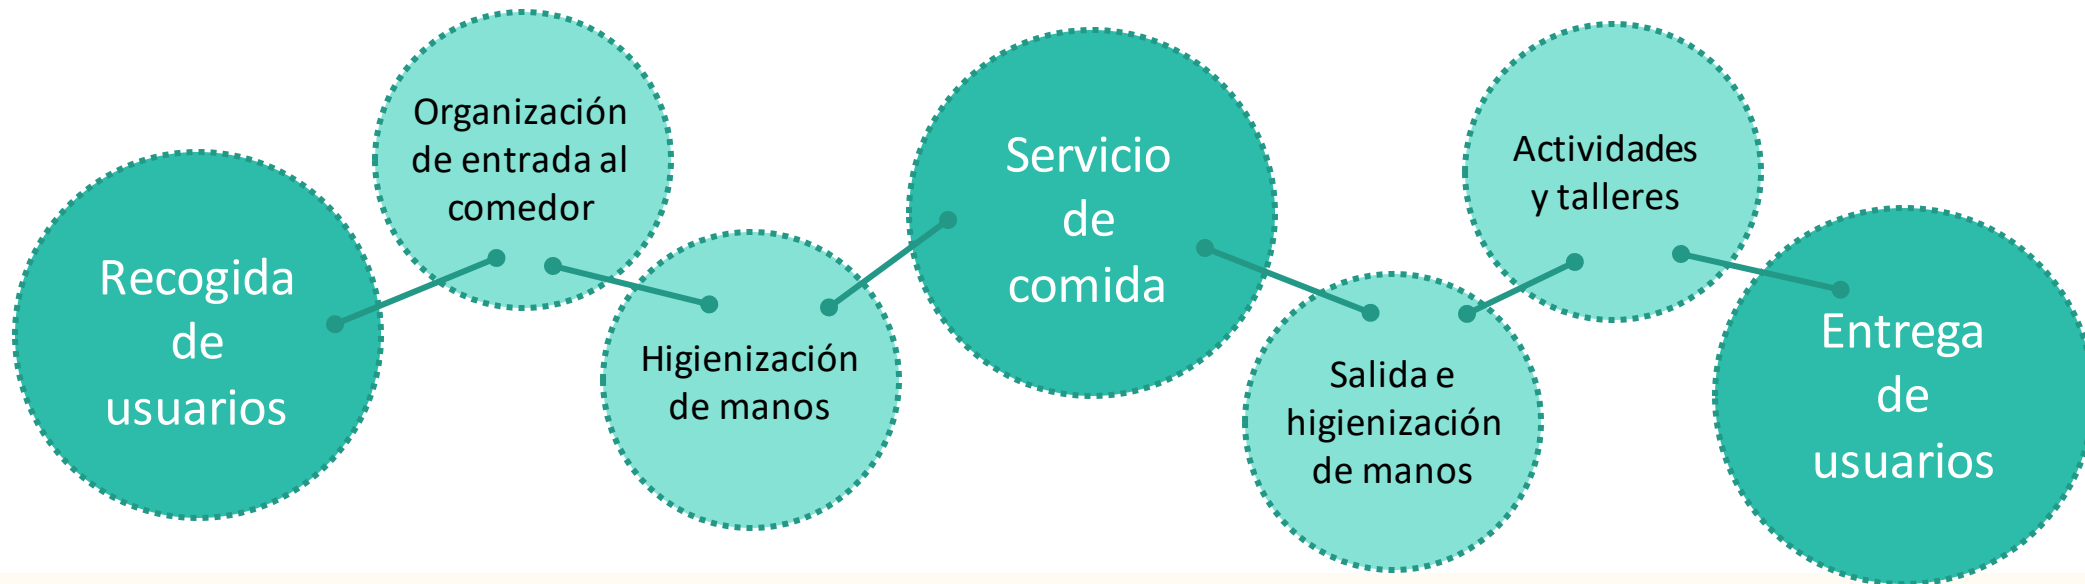 Recogida
de
usuarios
Organización
de entrada al
comedor
Higienización
de manos
Servicio
de
comida
Salida e
higienización
de manos
Actividades
y talleres
Entrega
de
usuarios